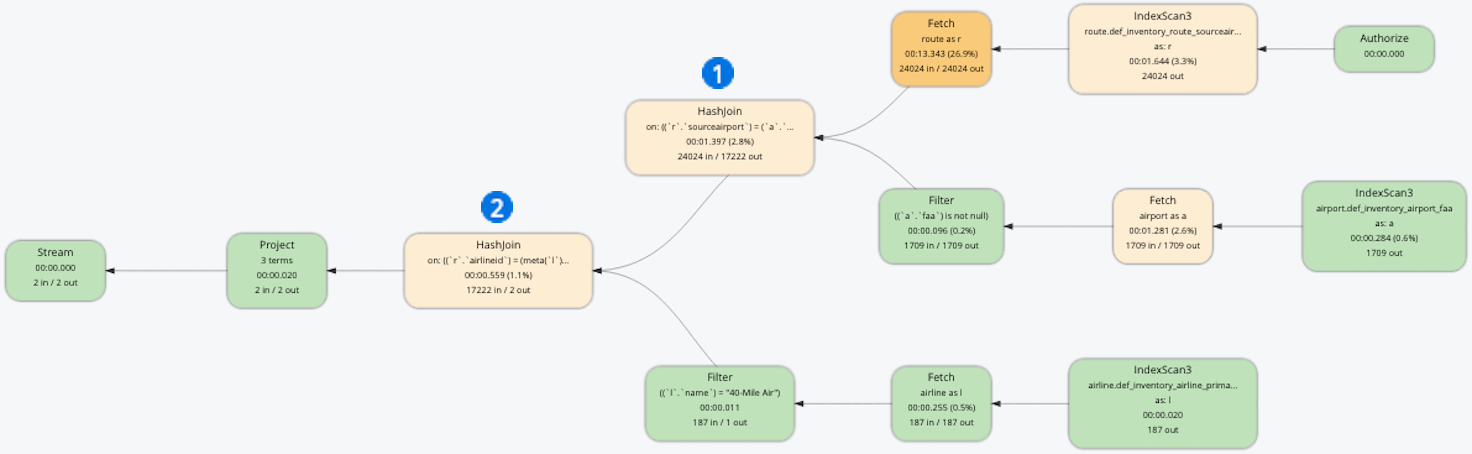 Fetch
route as r
00:13.343 (26.9%)
24024 in / 24024 out
IndexScan3
route.def_inventory_route_sourceair...
as: r
00:01.644 (3.3%)
24024 out
Authorize
00:00.000
1
HashJoin
on: ((`r`.`sourceairport`) = (`a`.`...
00:01.397 (2.8%)
24024 in / 17222 out
Filter
((`a`.`faa`) is not null)
00:00.096 (0.2%)
1709 in / 1709 out
Fetch
airport as a
00:01.281 (2.6%)
1709 in / 1709 out
IndexScan3
airport.def_inventory_airport_faa
as: a
00:00.284 (0.6%)
1709 out
2
Stream
00:00.000
2 in / 2 out
Project
3 terms
00:00.020
2 in / 2 out
HashJoin
on: ((`r`.`airlineid`) = (meta(`l`)...
00:00.559 (1.1%)
17222 in / 2 out
Filter
((`l`.`name`) = "40-Mile Air")
00:00.011
187 in / 1 out
Fetch
airline as l
00:00.255 (0.5%)
187 in / 187 out
IndexScan3
airline.def_inventory_airline_prima...
as: l
00:00.020
187 out